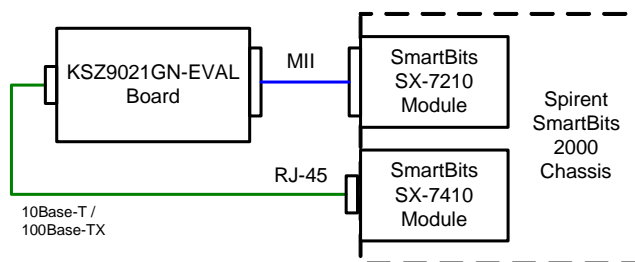 KSZ9021GN-EVAL
Board
MII
SmartBits
SX-7210
Module
Spirent
SmartBits
2000
Chassis
RJ-45
SmartBits
SX-7410
Module
10Base-T /
100Base-TX